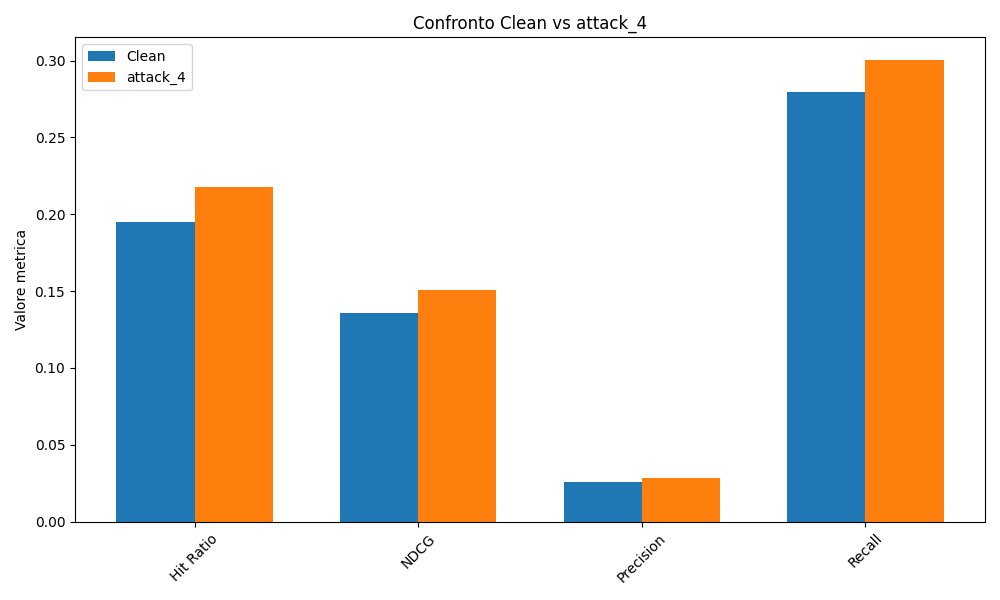 Confronto Clean vs attack_4
Clean
attack_4
Valore metrica
0.30
0.25
0.20
0.15
0.10
0.05
0.00
Hit Ratio
NDCG
Precision
Recall